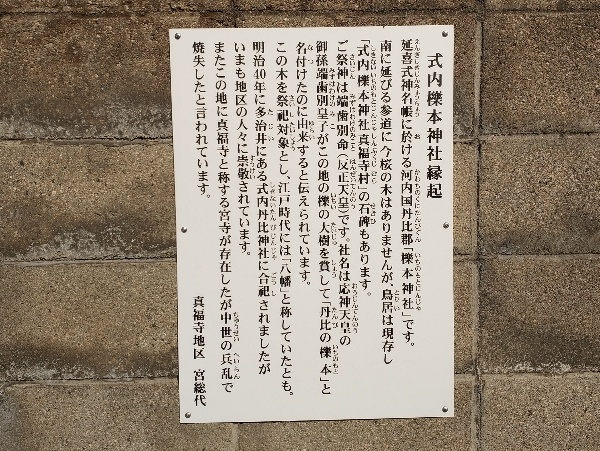 式内櫟本神社縁起
延喜式神名帳に於ける河内国丹比郡「櫟本神社」です。
南に延びる参道に今桜の木はありませんが、鳥居は現存し
「式内櫟本神社真福寺村」の石碑もあります。
ご祭神は瑞歯別命（反正天皇）です。社名は応神天皇の
御孫瑞歯別皇子がこの地の櫟の大樹を賞して「丹比の櫟本」と
名付けたのに由来すると伝えられています。
この木を祭祀対象とし、江戸時代には「八幡」と称していたとも。
明治40年に多治井にある式内丹比神社に合祀されましたが
いまも地区の人々に崇敬されています。
またこの地に真福寺と称する宮寺が存在したが中世の兵乱で
焼失したと言われています。
真福寺地区 宮総代